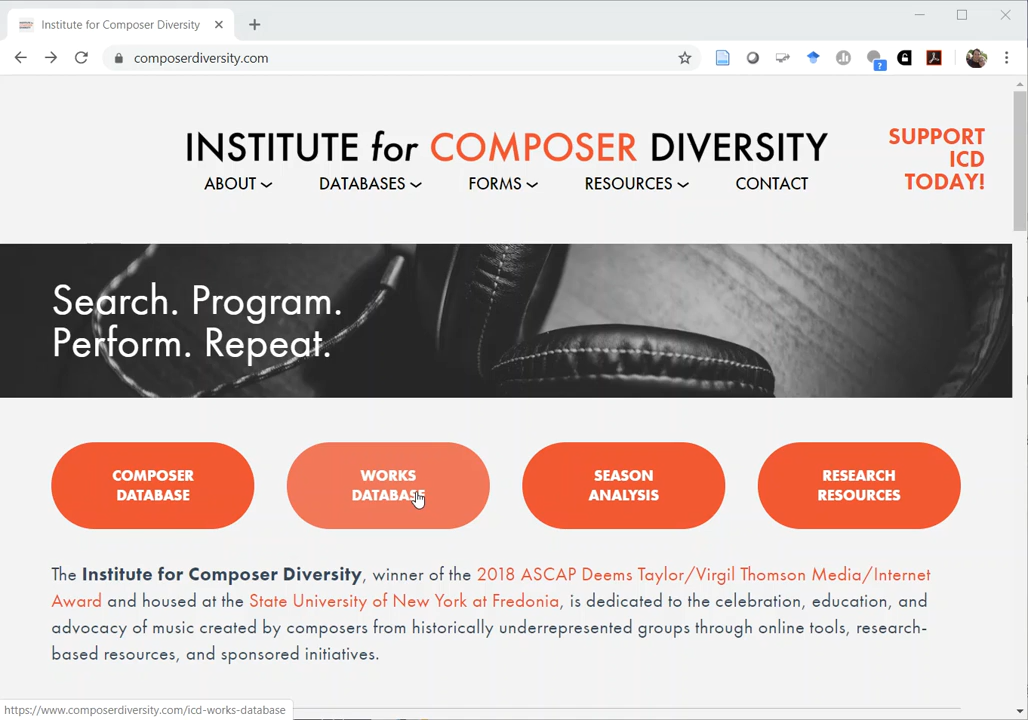 Institute for Composer Diversity
composerdiversity.com
INSTITUTE for COMPOSER DIVERSITY
SUPPORT
ICD
TODAY!
ABOUT DATABASES FORMS RESOURCES CONTACT
Search. Program.
Perform. Repeat.
COMPOSER
DATABASE
WORKS
DATABASE
SEASON
ANALYSIS
RESEARCH
RESOURCES
The Institute for Composer Diversity, winner of the 2018 ASCAP Deems Taylor/Virgil Thomson Media/Internet
Award and housed at the State University of New York at Fredonia, is dedicated to the celebration, education, and
advocacy of music created by composers from historically underrepresented groups through online tools, research-
based resources, and sponsored initiatives.
https://www.composerdiversity.com/icd-works-database